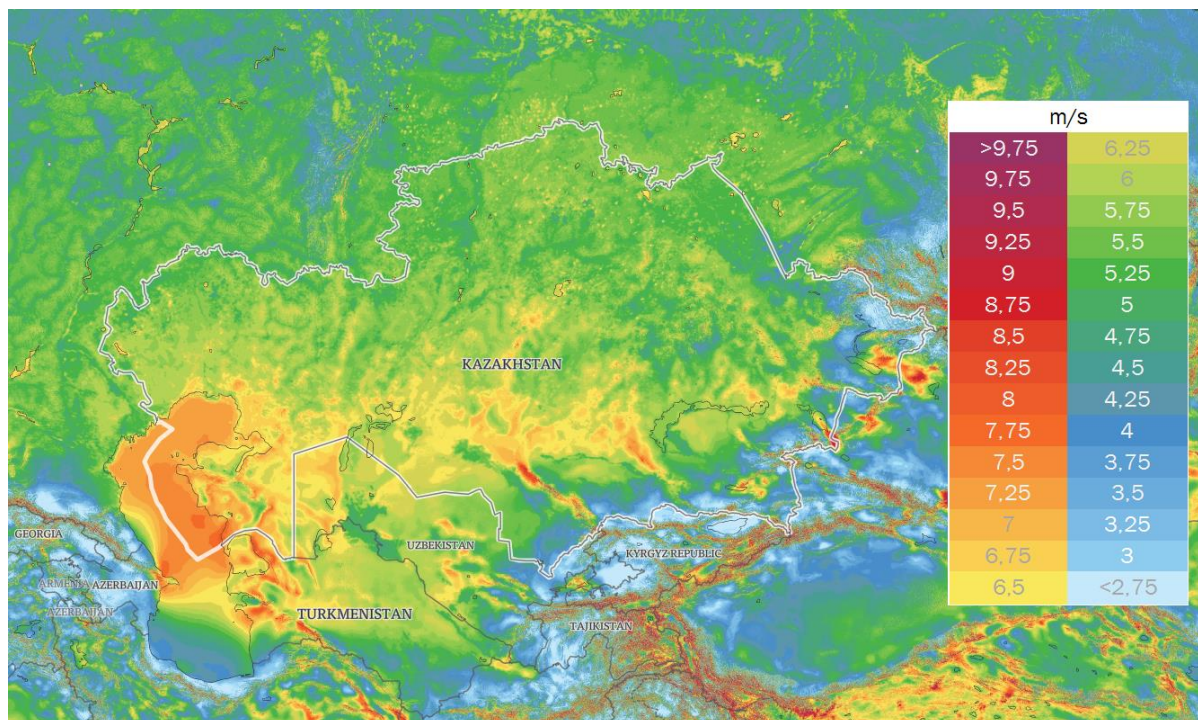 m/s
>9,75 6,25
9,75 6
9,5 5,75
9,25 5,5
9 5,25
8,75 5
8,5 4,75
8,25 4,5
8 4,25
7,75 4
7,5 3,75
7,25 3,5
7 3,25
6,75 3
6,5 <2,75
KAZAKHSTAN
GEORGIA
UZBEKISTAN
KYRGYZ REPUBLIC
ARMENIA AZERBAIJAN
AZERBAIJAN
TURKMENISTAN
TAJIKISTAN